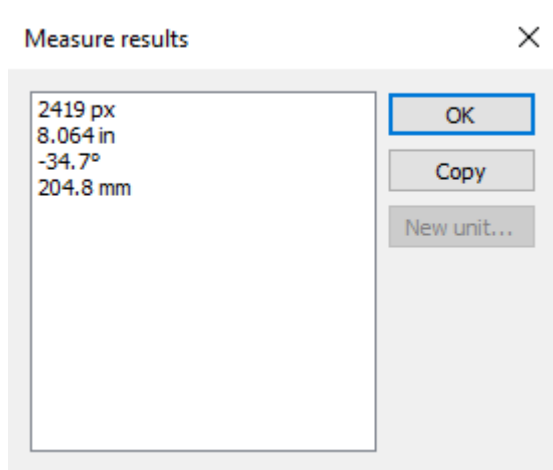 Measure results
2419 px
8.064 in
-34.7°
204.8 mm
OK
Copy
New unit...